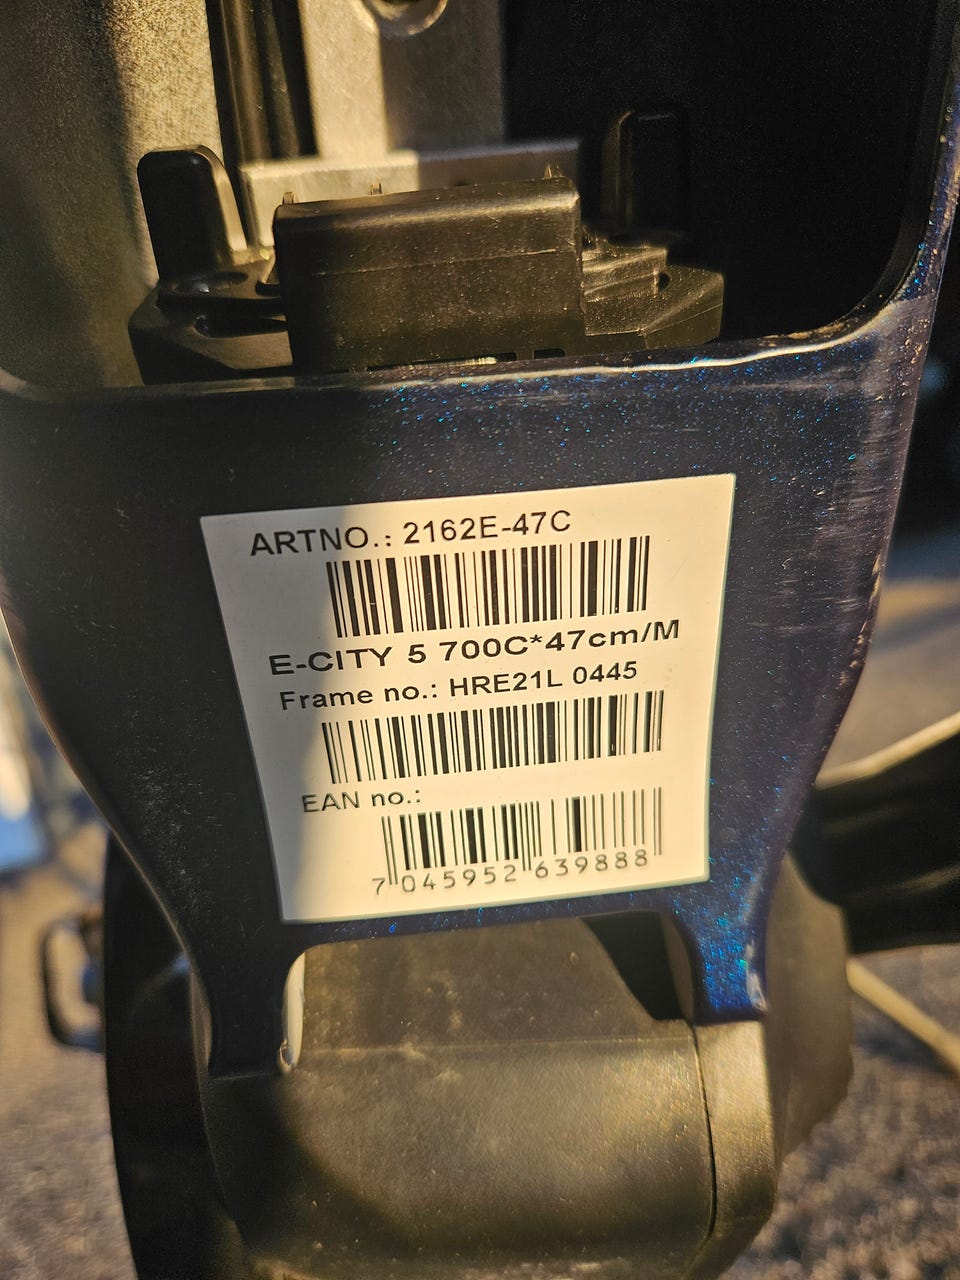 ARTNO.: 2162E-47C
E-CITY 5 700C*47cm/M
Frame no.: HRE21L 0445
EAN no.:
7 045952 639888